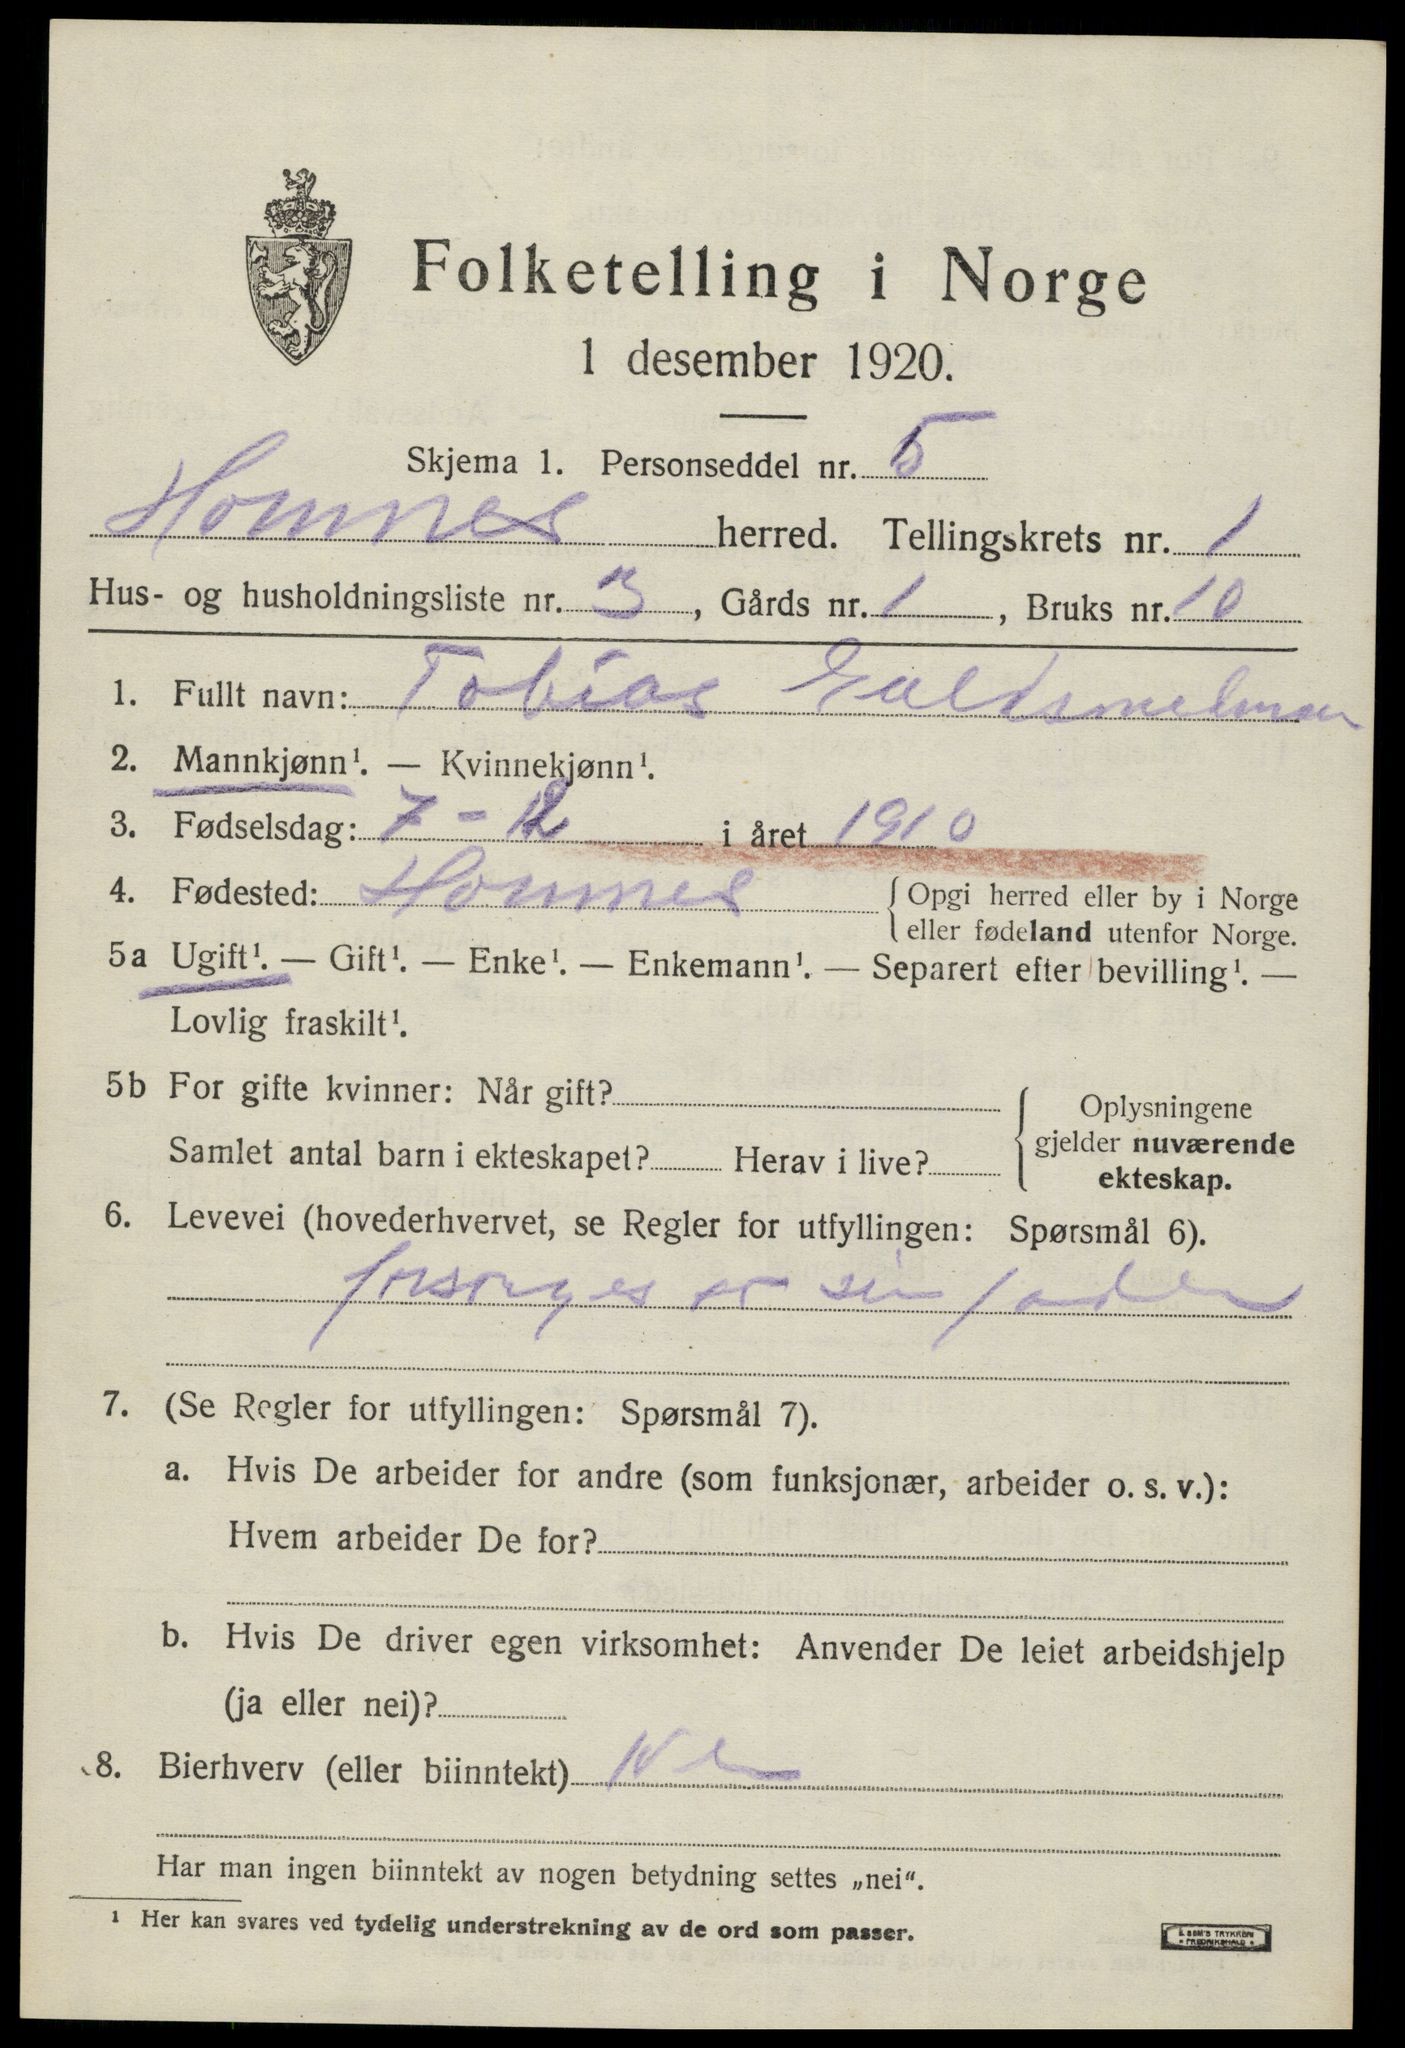 Folketelling i Norge
1 desember 1920.
Skjema 1. Personseddel nr. 5
Homnes herred. Tellingskrets nr. 1
Hus- og husholdningsliste nr. 3, Gårds nr. 1, Bruks nr. 10
1. Fullt navn: Tobias
2. Mannkjønn¹. — Kvinnekjønn¹.
3. Fødselsdag: 7 - 12 i året 1910
4. Fødested: Homnes { Opgi herred eller by i Norge
eller fødeland utenfor Norge.
5a Ugift¹. — Gift¹. — Enke¹. — Enkemann¹. — Separert efter bevilling¹. —
Lovlig fraskilt¹.
5b For gifte kvinner: Når gift?
Samlet antal barn i ekteskapet? Herav i live?
{ Oplysningene
gjelder nuværende
ekteskap.
6. Levevei (hovederhvervet, se Regler for utfyllingen: Spørsmål 6).
forsørges av sin fader
7. (Se Regler for utfyllingen: Spørsmål 7).
a. Hvis De arbeider for andre (som funksjonær, arbeider o. s. v.):
Hvem arbeider De for?
b. Hvis De driver egen virksomhet: Anvender De leiet arbeidshjelp
(ja eller nei)?
8. Bierhverv (eller biinntekt) Nei
Har man ingen biinntekt av nogen betydning settes „nei“.
¹ Her kan svares ved tydelig understrekning av de ord som passer.